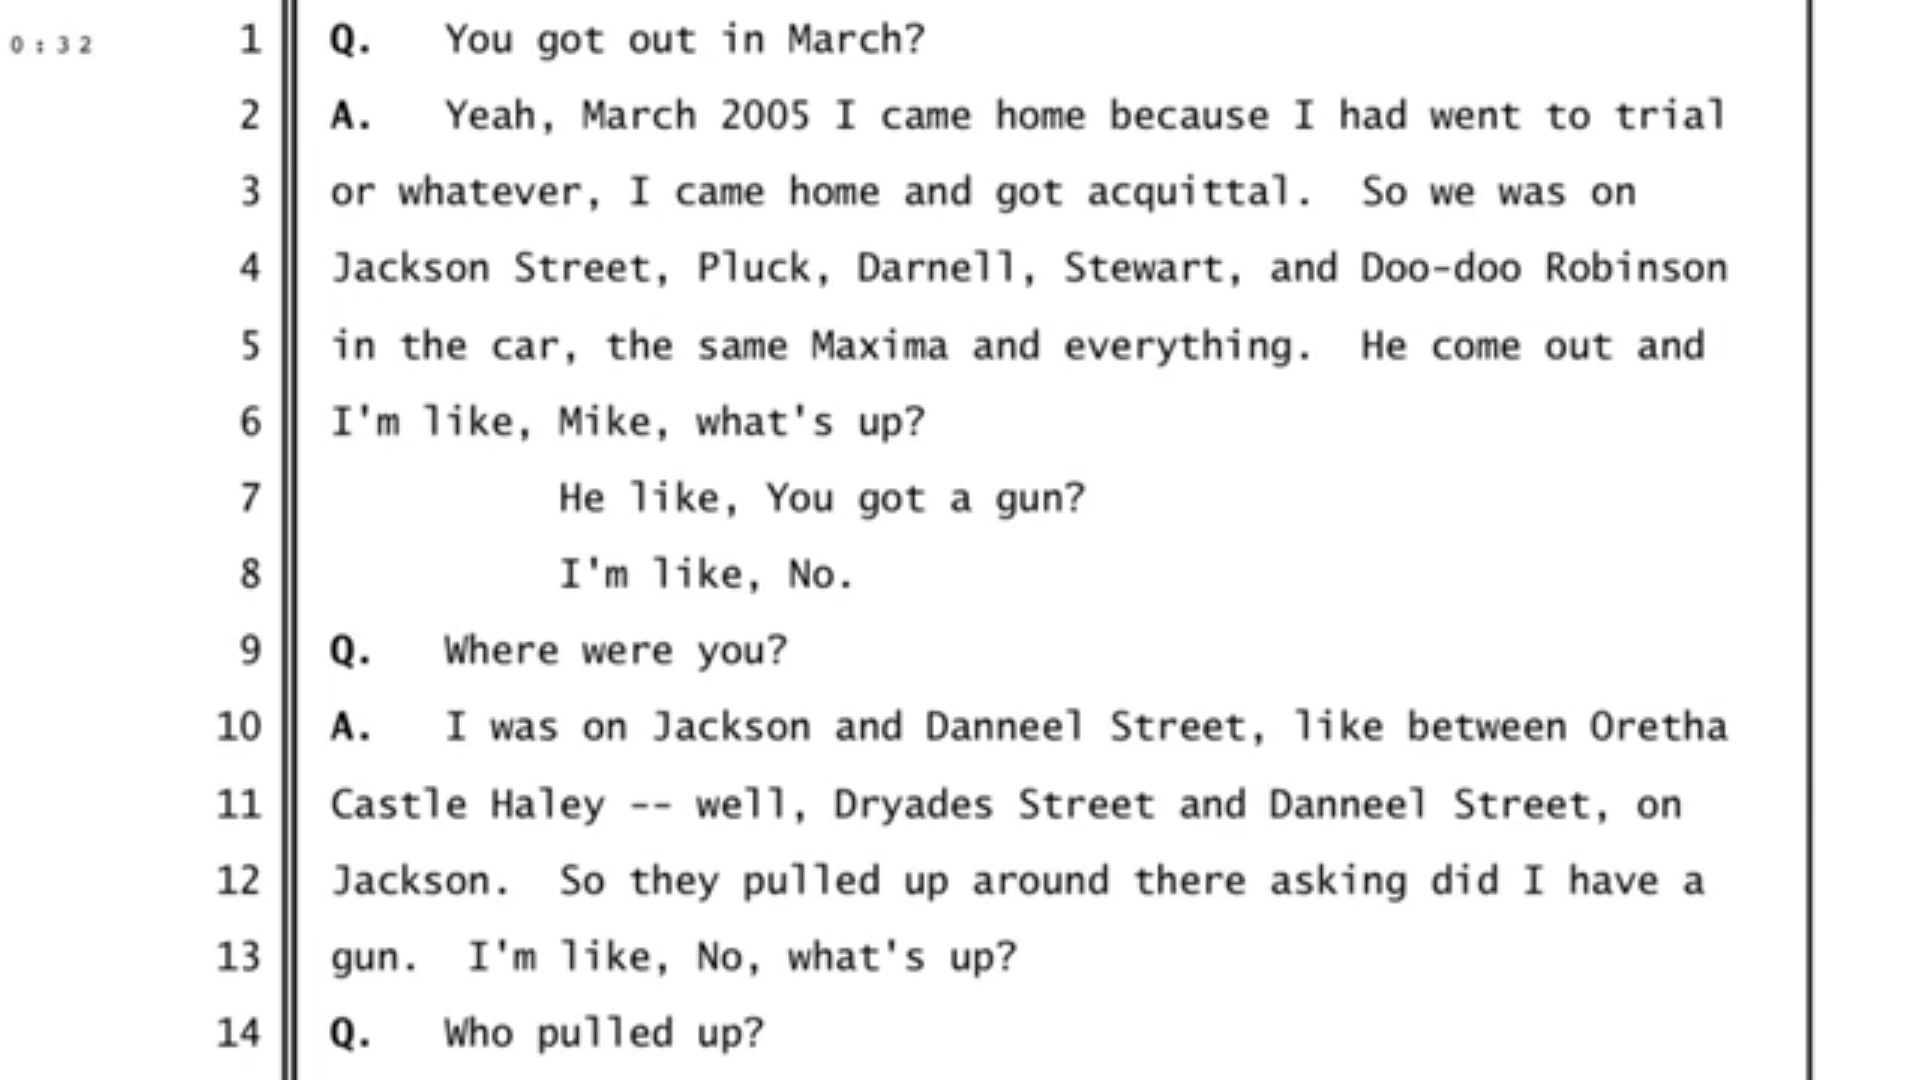 0:32
1 Q. You got out in March?
2 A. Yeah, March 2005 I came home because I had went to trial
3 or whatever, I came home and got acquittal. So we was on
4 Jackson Street, Pluck, Darnell, Stewart, and Doo-doo Robinson
5 in the car, the same Maxima and everything. He come out and
6 I'm like, Mike, what's up?
7 He like, You got a gun?
8 I'm like, No.
9 Q. Where were you?
10 A. I was on Jackson and Danneel Street, like between Oretha
11 Castle Haley -- well, Dryades Street and Danneel Street, on
12 Jackson. So they pulled up around there asking did I have a
13 gun. I'm like, No, what's up?
14 Q. Who pulled up?